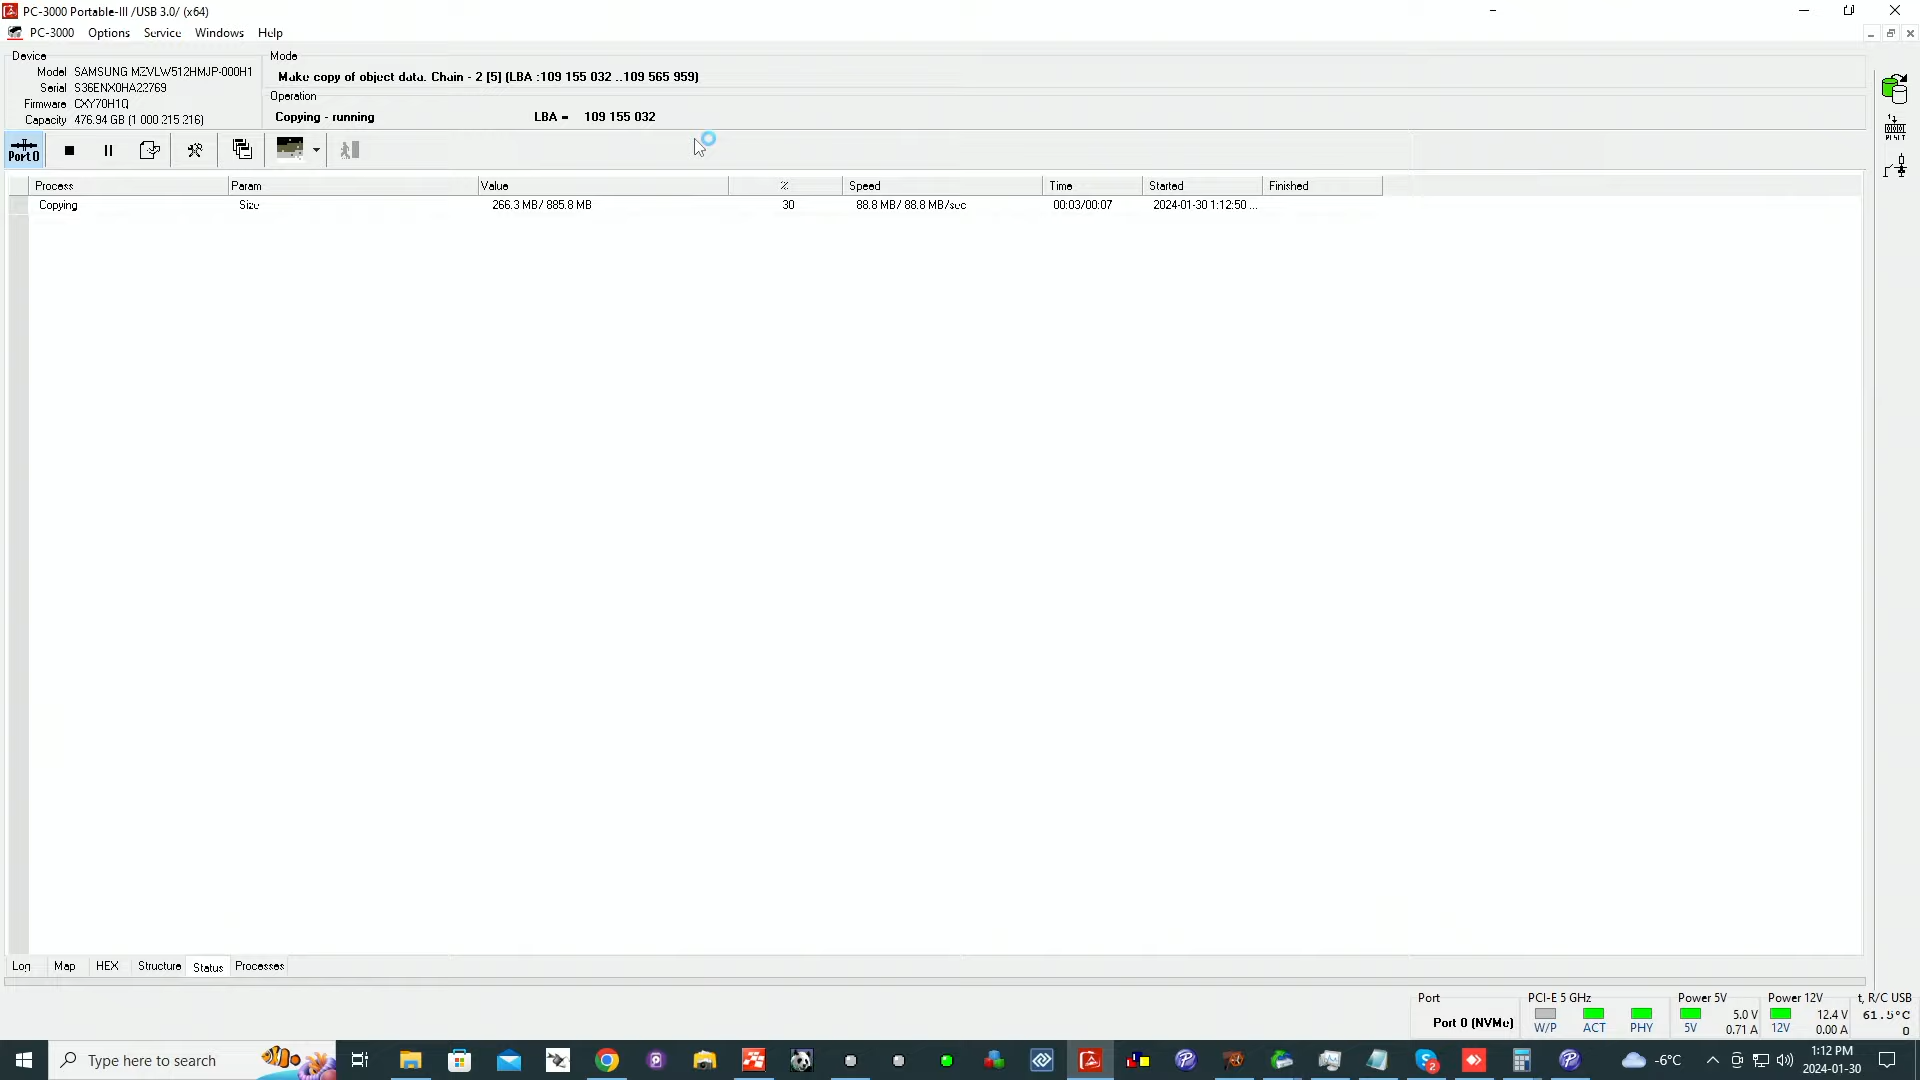 PC-3000 Portable-III /USB 3.0/ (x64)
PC-3000 Options Service Windows Help
Device
Model SAMSUNG MZVLW512HMJP-000H1
Serial S36ENX0HA22769
Firmware CXY70H1Q
Capacity 476.94 GB (1 000 215 216)
Mode
Make copy of object data. Chain - 2 [5] (LBA :109 155 032 ..109 565 959)
Operation
Copying - running LBA = 109 155 032
Port 0
RESET
Process Param Value % Speed Time Started Finished
Copying Size 266.3 MB/ 885.8 MB 30 88.8 MB/ 88.8 MB/sec 00:03/00:07 2024-01-30 1:12:50 ...
Log Map HEX Structure Status Processes
Port PCI-E 5 GHz Power 5V Power 12V t, R/C USB
Port 0 (NVMe) W/P ACT PHY 5V 5.0 V 12V 12.4 V 61.5°C
0.71 A 0.00 A 0
Type here to search
2
-6°C
1:12 PM
2024-01-30